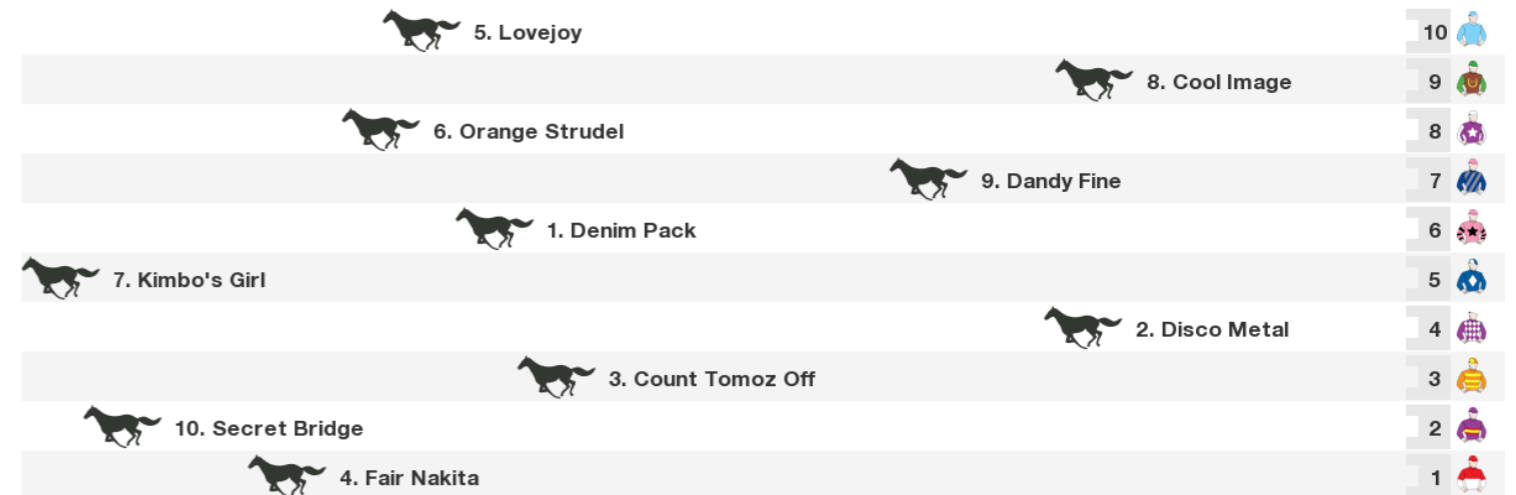 5. Lovejoy 10
8. Cool Image 9
6. Orange Strudel 8
9. Dandy Fine 7
1. Denim Pack 6
7. Kimbo's Girl 5
2. Disco Metal 4
3. Count Tomoz Off 3
10. Secret Bridge 2
4. Fair Nakita 1